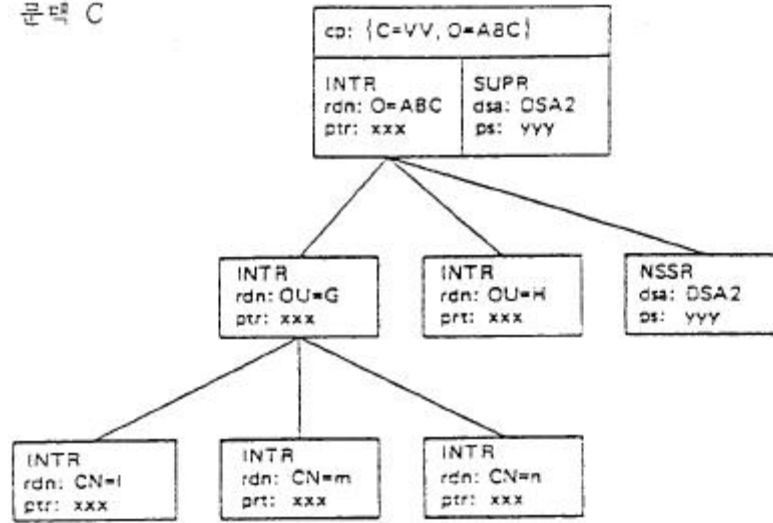 문맥 C
cp: {C=VV, O=ABC}
INTR
rdn: O=ABC
ptr: xxx
SUPR
dsa: DSA2
ps: yyy
INTR
rdn: OU=G
ptr: xxx
INTR
rdn: OU=H
prt: xxx
NSSR
dsa: DSA2
ps: yyy
INTR
rdn: CN=l
ptr: xxx
INTR
rdn: CN=m
prt: xxx
INTR
rdn: CN=n
ptr: xxx